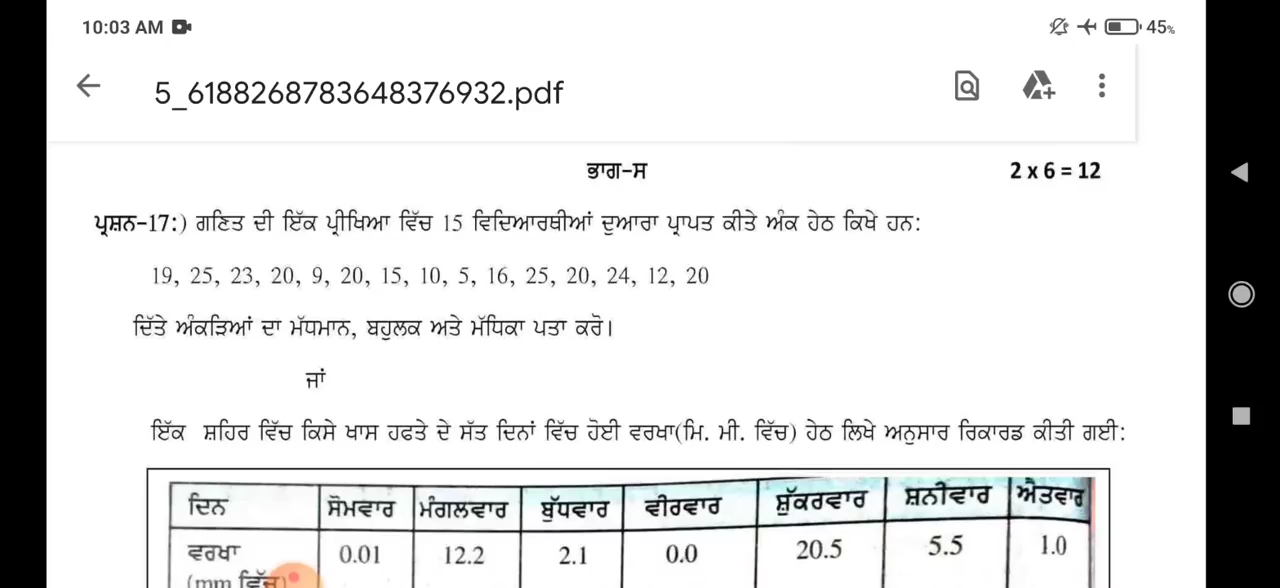 10:03 AM 45%
5_6188268783648376932.pdf
ਭਾਗ-ਸ 2 x 6 = 12
ਪ੍ਰਸ਼ਨ-17:) ਗਣਿਤ ਦੀ ਇੱਕ ਪ੍ਰੀਖਿਆ ਵਿੱਚ 15 ਵਿਦਿਆਰਥੀਆਂ ਦੁਆਰਾ ਪ੍ਰਾਪਤ ਕੀਤੇ ਅੰਕ ਹੇਠ ਕਿਖੇ ਹਨ:
19, 25, 23, 20, 9, 20, 15, 10, 5, 16, 25, 20, 24, 12, 20
ਦਿੱਤੇ ਅੰਕੜਿਆਂ ਦਾ ਮੱਧਮਾਨ, ਬਹੁਲਕ ਅਤੇ ਮੱਧਿਕਾ ਪਤਾ ਕਰੋ।
ਜਾਂ
ਇੱਕ ਸ਼ਹਿਰ ਵਿੱਚ ਕਿਸੇ ਖਾਸ ਹਫਤੇ ਦੇ ਸੱਤ ਦਿਨਾਂ ਵਿੱਚ ਹੋਈ ਵਰਖਾ(ਮਿ. ਮੀ. ਵਿੱਚ) ਹੇਠ ਲਿਖੇ ਅਨੁਸਾਰ ਰਿਕਾਰਡ ਕੀਤੀ ਗਈ:
ਦਿਨ ਸੋਮਵਾਰ ਮੰਗਲਵਾਰ ਬੁੱਧਵਾਰ ਵੀਰਵਾਰ ਸ਼ੁੱਕਰਵਾਰ ਸ਼ਨੀਵਾਰ ਐਤਵਾਰ
ਵਰਖਾ 0.01 12.2 2.1 0.0 20.5 5.5 1.0
(mm ਵਿੱਚ)